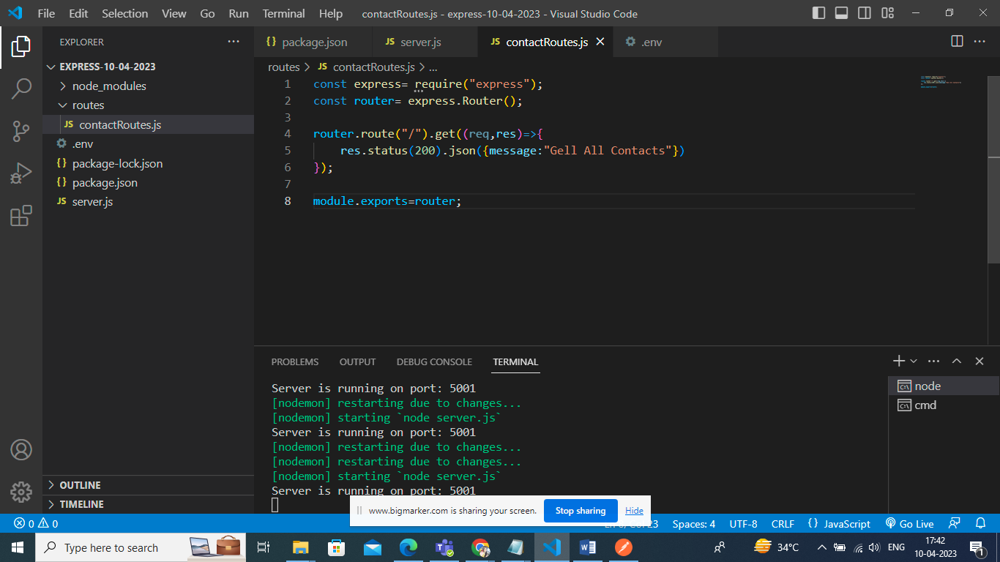 File Edit Selection View Go Run Terminal Help contactRoutes.js - express-10-04-2023 - Visual Studio Code
EXPLORER
EXPRESS-10-04-2023
node_modules
routes
JS contactRoutes.js
.env
{} package-lock.json
{} package.json
JS server.js
OUTLINE
TIMELINE
{} package.json JS server.js JS contactRoutes.js .env
routes > JS contactRoutes.js > ...
1 const express= require("express");
2 const router= express.Router();
3
4 router.route("/").get((req,res)=>{
5 res.status(200).json({message:"Gell All Contacts"})
6 });
7
8 module.exports=router;
PROBLEMS OUTPUT DEBUG CONSOLE TERMINAL
Server is running on port: 5001
[nodemon] restarting due to changes...
[nodemon] starting `node server.js`
Server is running on port: 5001
[nodemon] restarting due to changes...
[nodemon] restarting due to changes...
[nodemon] starting `node server.js`
Server is running on port: 5001
node
cmd
www.bigmarker.com is sharing your screen. Stop sharing Hide
0 0 Spaces: 4 UTF-8 CRLF {} JavaScript Go Live
Type here to search 34°C ENG 17:42
10-04-2023 1